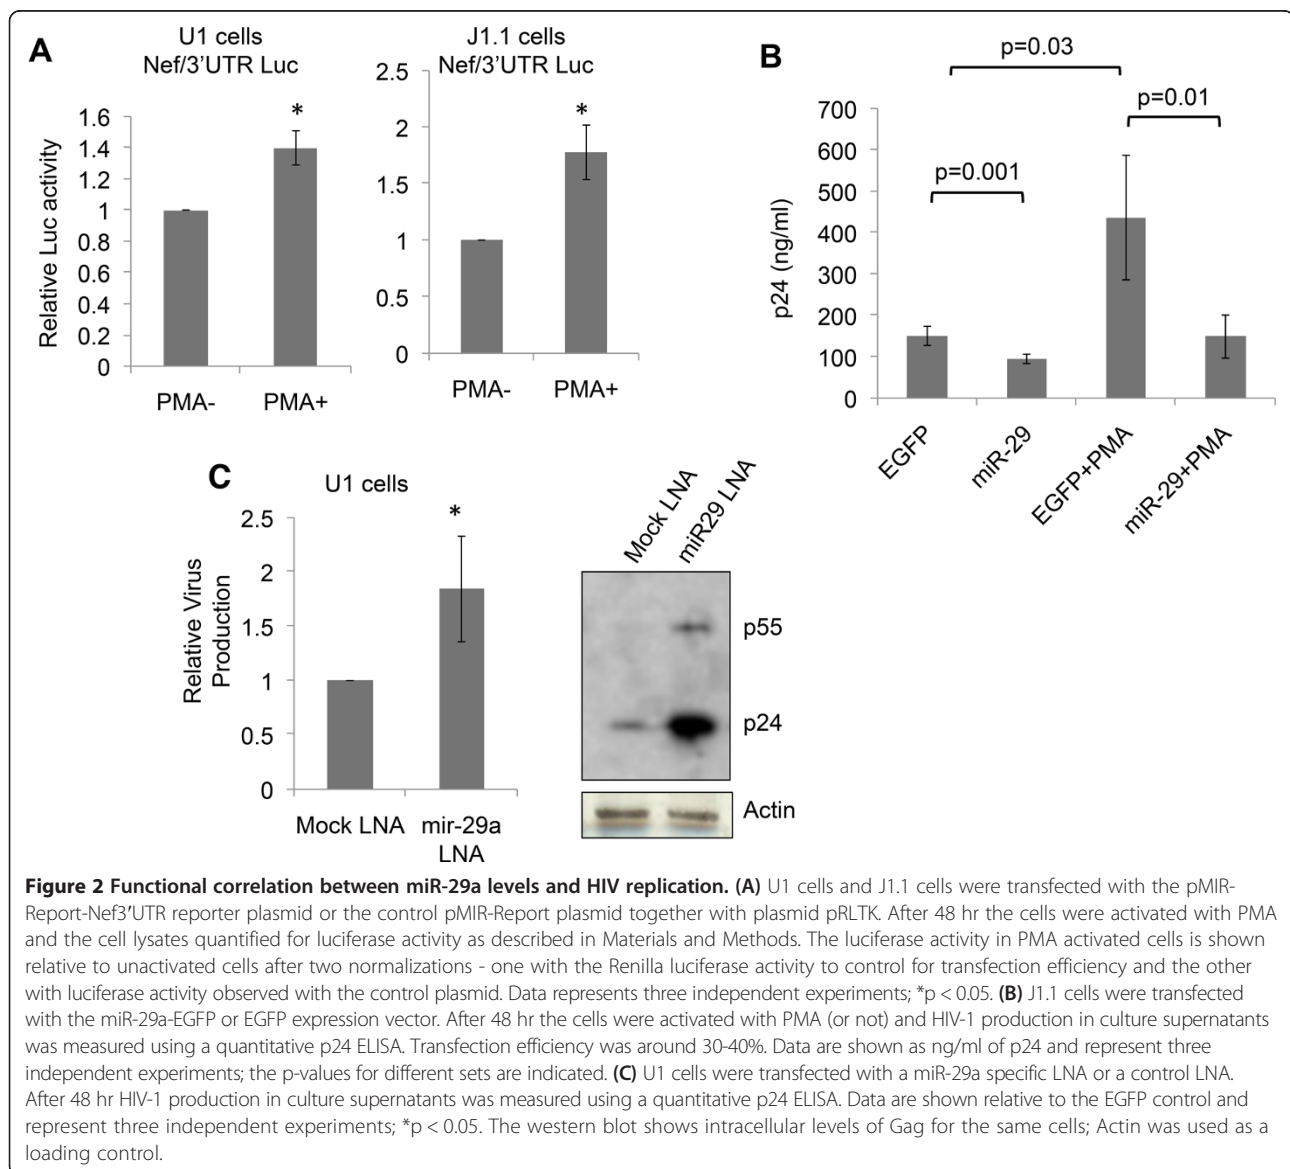 A
U1 cells
Nef/3'UTR Luc
Relative Luc activity
1.6
1.4
1.2
1
0.8
0.6
0.4
0.2
0
*
PMA-
PMA+
J1.1 cells
Nef/3'UTR Luc
2.5
2
1.5
1
0.5
0
*
PMA-
PMA+
B
p=0.03
p=0.01
p=0.001
p24 (ng/ml)
700
600
500
400
300
200
100
0
EGFP
miR-29
EGFP+PMA
miR-29+PMA
C
U1 cells
Relative Virus
Production
2.5
2
1.5
1
0.5
0
*
Mock LNA
mir-29a
LNA
Mock LNA
miR29 LNA
p55
p24
Actin
Figure 2 Functional correlation between miR-29a levels and HIV replication. (A) U1 cells and J1.1 cells were transfected with the pMIR-
Report-Nef3′UTR reporter plasmid or the control pMIR-Report plasmid together with plasmid pRLTK. After 48 hr the cells were activated with PMA
and the cell lysates quantified for luciferase activity as described in Materials and Methods. The luciferase activity in PMA activated cells is shown
relative to unactivated cells after two normalizations - one with the Renilla luciferase activity to control for transfection efficiency and the other
with luciferase activity observed with the control plasmid. Data represents three independent experiments; *p < 0.05. (B) J1.1 cells were transfected
with the miR-29a-EGFP or EGFP expression vector. After 48 hr the cells were activated with PMA (or not) and HIV-1 production in culture supernatants
was measured using a quantitative p24 ELISA. Transfection efficiency was around 30-40%. Data are shown as ng/ml of p24 and represent three
independent experiments; the p-values for different sets are indicated. (C) U1 cells were transfected with a miR-29a specific LNA or a control LNA.
After 48 hr HIV-1 production in culture supernatants was measured using a quantitative p24 ELISA. Data are shown relative to the EGFP control and
represent three independent experiments; *p < 0.05. The western blot shows intracellular levels of Gag for the same cells; Actin was used as a
loading control.